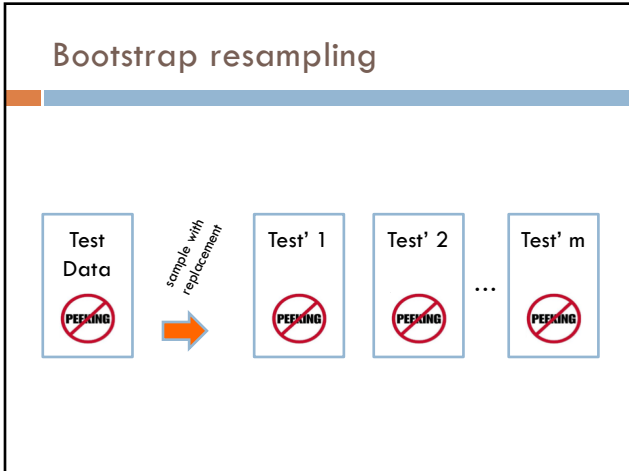 Bootstrap resampling
Test
Data
PEEKING
sample with
replacement
Test' 1
PEEKING
Test' 2
PEEKING
...
Test' m
PEEKING